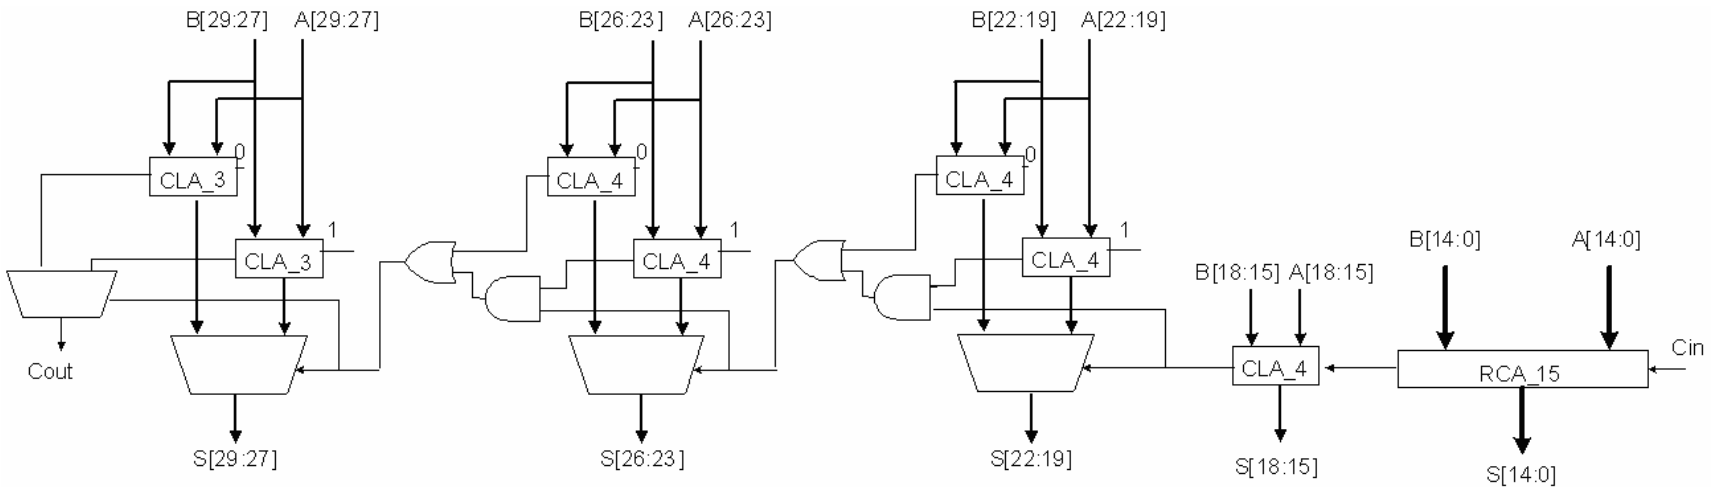 B[29:27] A[29:27]
B[26:23] A[26:23]
B[22:19] A[22:19]
0
CLA_3
0
CLA_4
0
CLA_4
1
CLA_3
1
CLA_4
1
CLA_4
B[14:0] A[14:0]
B[18:15] A[18:15]
Cin
Cout
CLA_4
RCA_15
S[29:27]
S[26:23]
S[22:19]
S[18:15]
S[14:0]